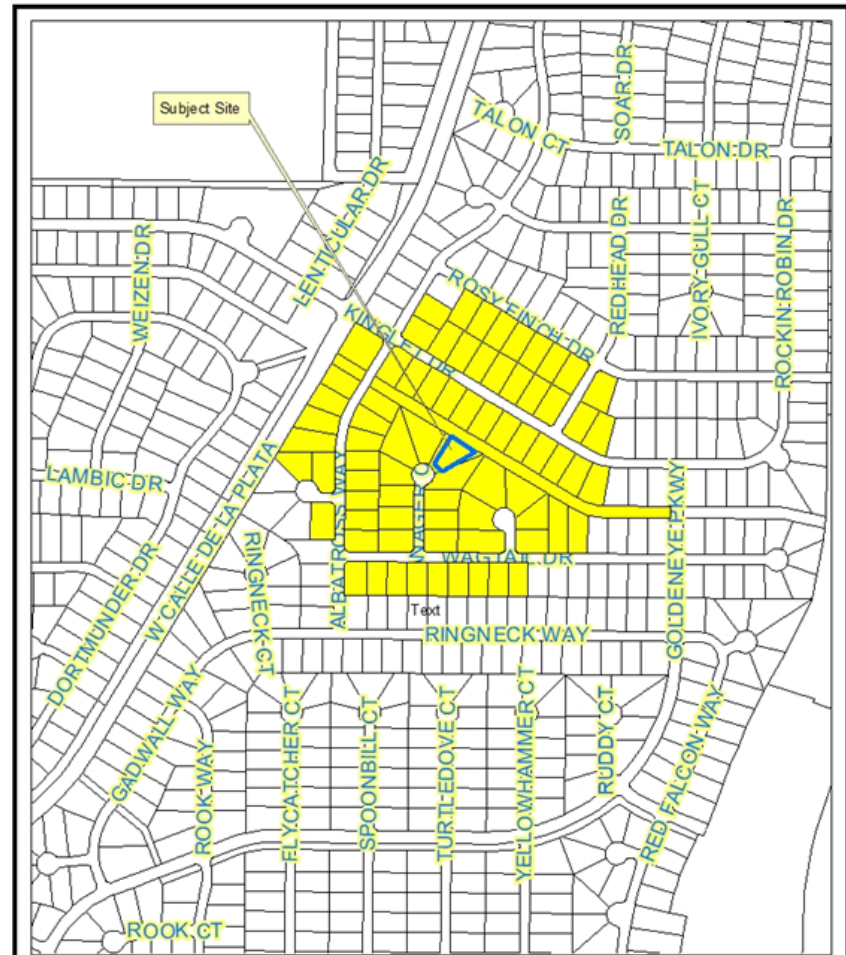 Subject Site
SOAR DR
TALON CT
TALON DR
LENTICULAR DR
WEIZEN DR
REDHEAD DR
IVORY GULL CT
ROCKIN ROBIN DR
ROSY FINCH DR
KINGLET DR
LAMBIC DR
W CALLE DE LA PLATA
ALBATROSS WAY
WAGTAIL DR
GOLDENEYE PKWY
DORTMUNDER DR
RINGNECK CT
Text
RINGNECK WAY
GADWALL WAY
ROOK WAY
FLYCATCHER CT
SPOONBILL CT
TURTLEDOVE CT
YELLOWHAMMER CT
RUDDY CT
RED FALCON WAY
ROOK CT